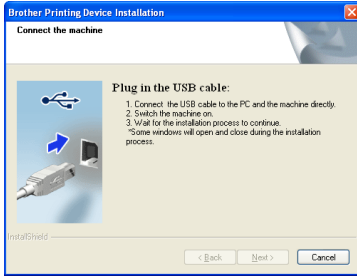 Brother Printing Device Installation
Connect the machine
Plug in the USB cable:
1. Connect the USB cable to the PC and the machine directly.
2. Switch the machine on.
3. Wait for the installation process to continue.
*Some windows will open and close during the installation
process.
InstallShield
< Back
Next >
Cancel